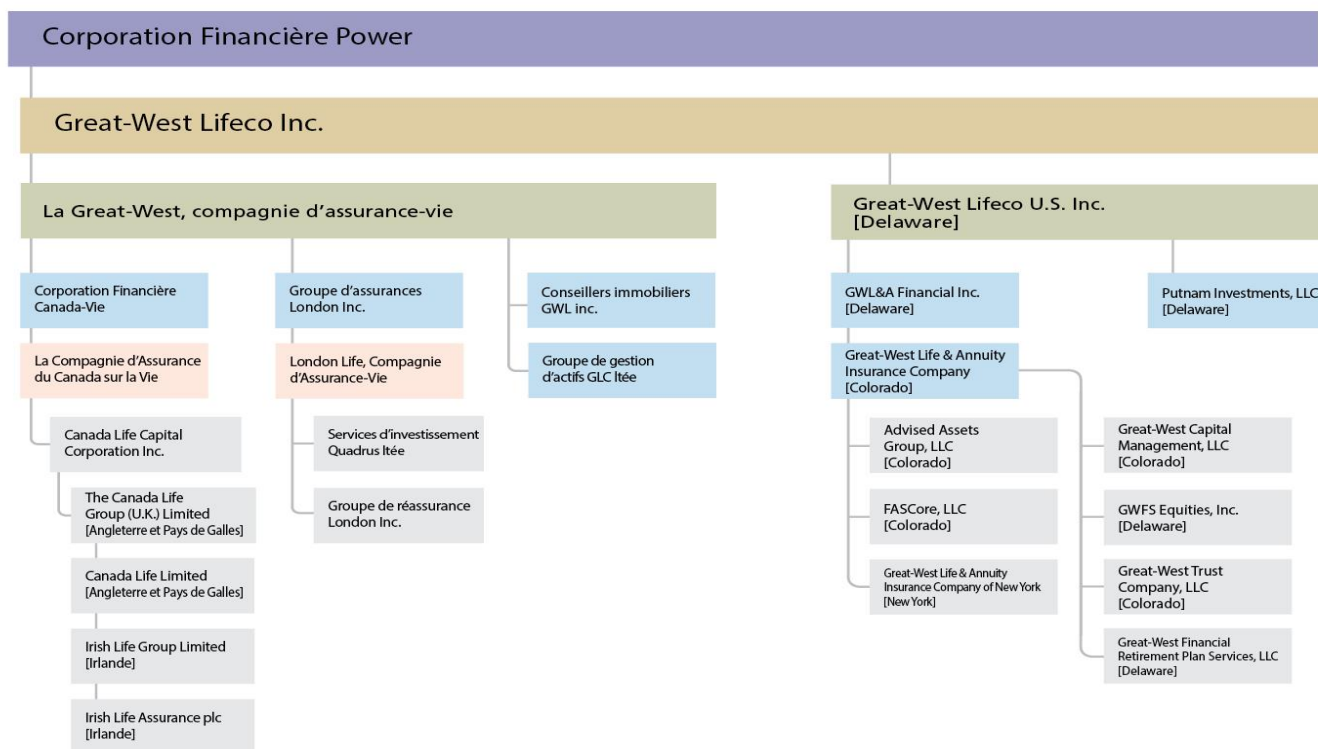 Corporation Financière Power
Great-West Lifeco Inc.
La Great-West, compagnie d'assurance-vie
Corporation Financière
Canada-Vie
La Compagnie d'Assurance
du Canada sur la Vie
Canada Life Capital
Corporation Inc.
The Canada Life
Group (U.K.) Limited
[Angleterre et Pays de Galles]
Canada Life Limited
[Angleterre et Pays de Galles]
Irish Life Group Limited
[Irlande]
Irish Life Assurance plc
[Irlande]
Groupe d'assurances
London Inc.
London Life, Compagnie
d'Assurance-Vie
Services d'investissement
Quadrus ltée
Groupe de réassurance
London Inc.
Conseillers immobiliers
GWL inc.
Groupe de gestion
d'actifs GLC ltée
Great-West Lifeco U.S. Inc.
[Delaware]
GWL&A Financial Inc.
[Delaware]
Great-West Life & Annuity
Insurance Company
[Colorado]
Advised Assets
Group, LLC
[Colorado]
FASCore, LLC
[Colorado]
Great-West Life & Annuity
Insurance Company of New York
[New York]
Great-West Capital
Management, LLC
[Colorado]
GWFS Equities, Inc.
[Delaware]
Great-West Trust
Company, LLC
[Colorado]
Great-West Financial
Retirement Plan Services, LLC
[Delaware]
Putnam Investments, LLC
[Delaware]